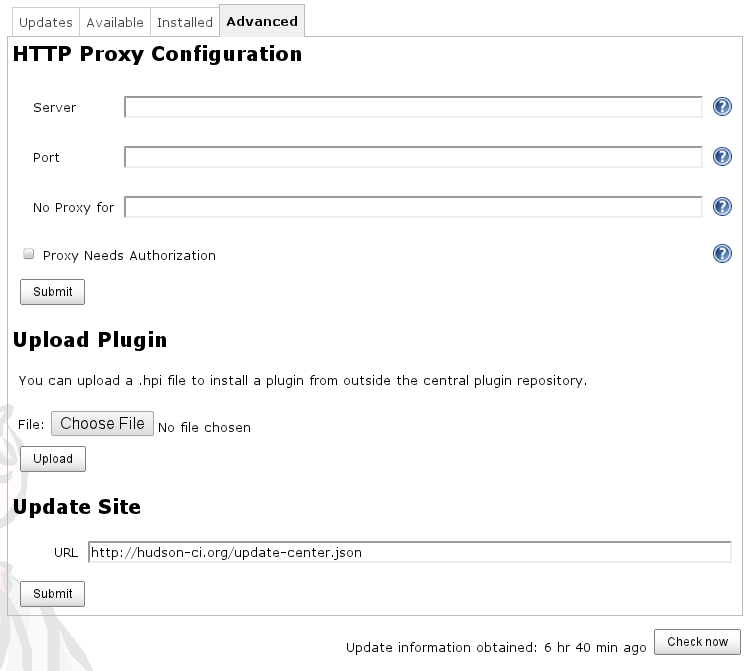 Updates Available Installed Advanced
HTTP Proxy Configuration
Server
Port
No Proxy for
Proxy Needs Authorization
Submit
Upload Plugin
You can upload a .hpi file to install a plugin from outside the central plugin repository.
File: Choose File No file chosen
Upload
Update Site
URL http://hudson-ci.org/update-center.json
Submit
Update information obtained: 6 hr 40 min ago Check now